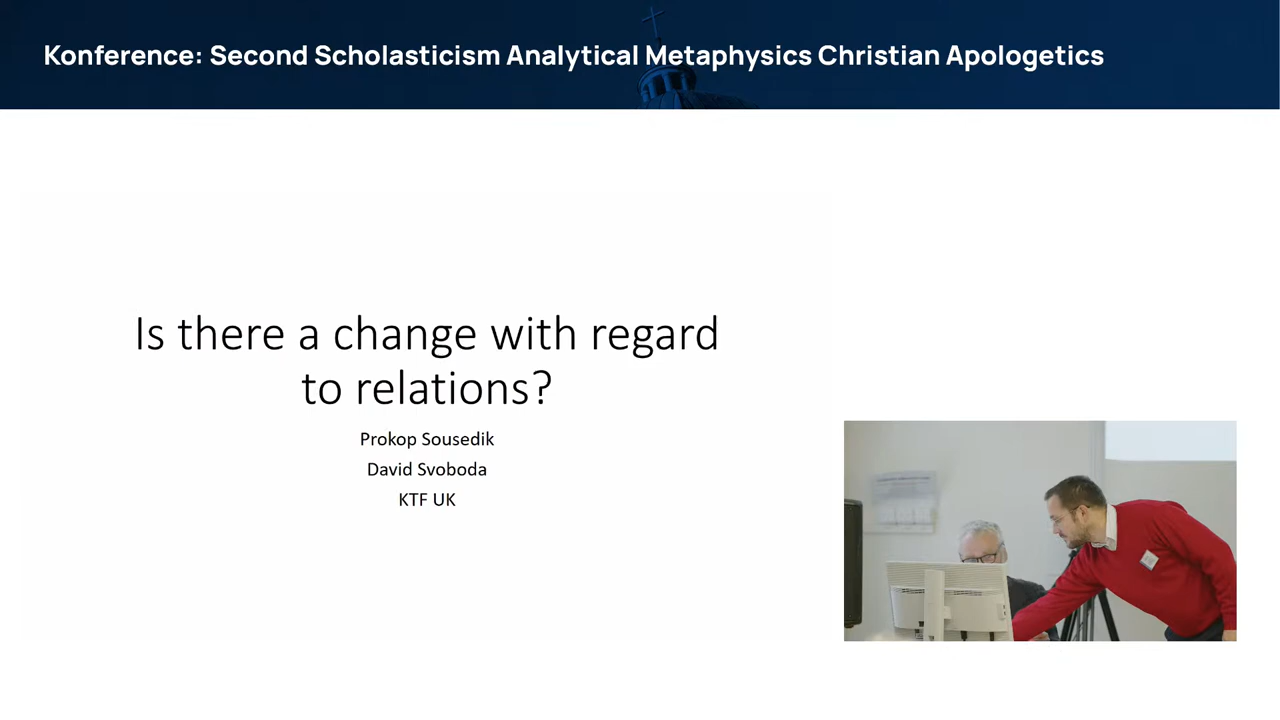 Konference: Second Scholasticism Analytical Metaphysics Christian Apologetics
Is there a change with regard
to relations?
Prokop Sousedik
David Svoboda
KTF UK